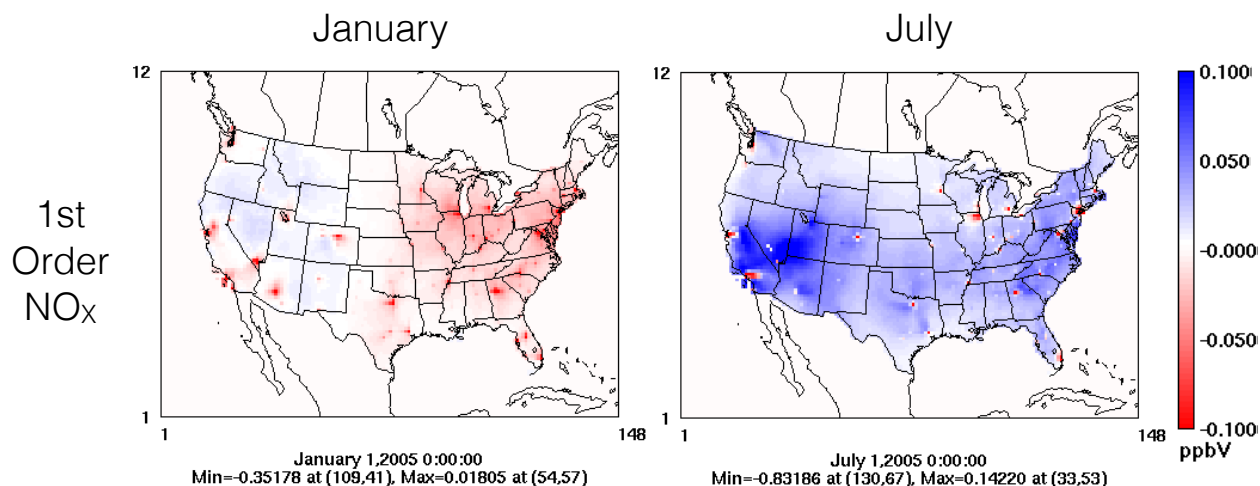 January
July
1st
Order
NOX
12
1
1
148
January 1,2005 0:00:00
Min=-0.35178 at (109,41), Max=0.01805 at (54,57)
12
1
1
148
July 1,2005 0:00:00
Min=-0.83186 at (130,67), Max=0.14220 at (33,53)
0.100
0.050
-0.000
-0.050
-0.100
ppbV